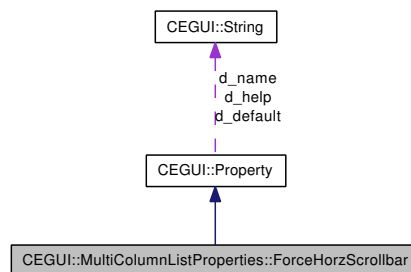 CEGUI::String
d_name
d_help
d_default
CEGUI::Property
CEGUI::MultiColumnListProperties::ForceHorzScrollbar